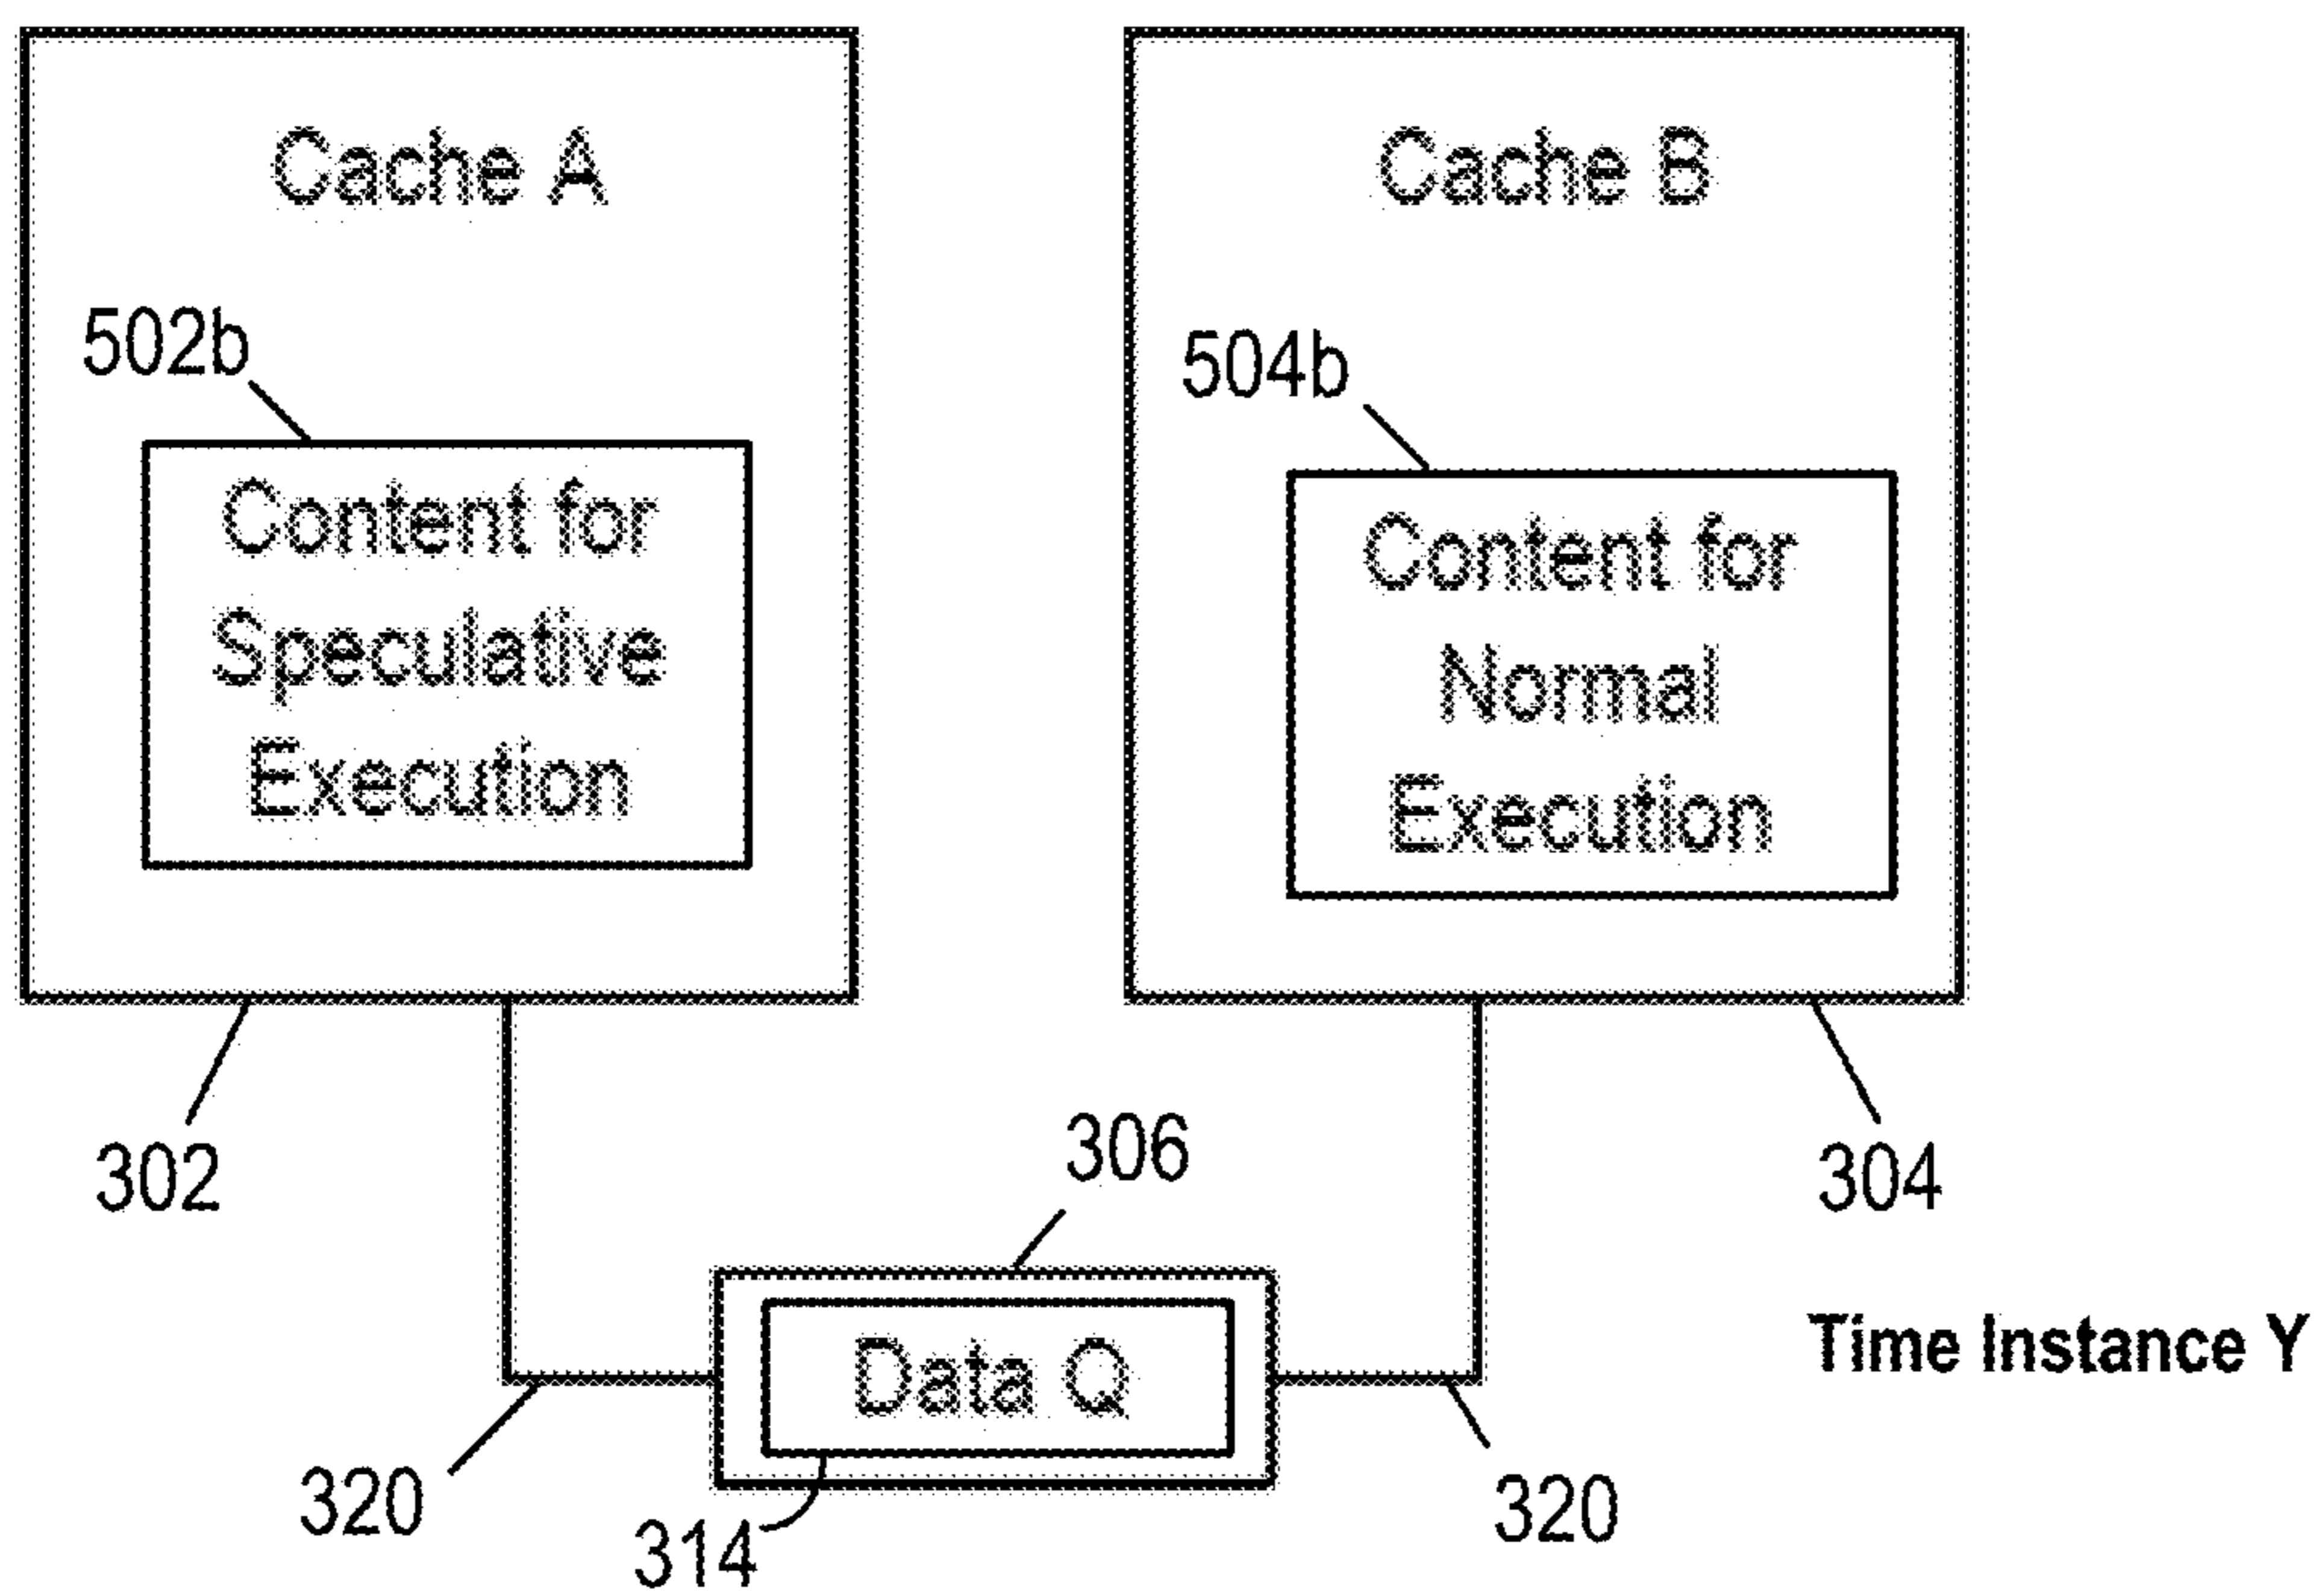 Cache A
Cache B
502b
504b
Content for
Speculative
Execution
Content for
Normal
Execution
302
306
304
Data Q
Time Instance Y
320
314
320